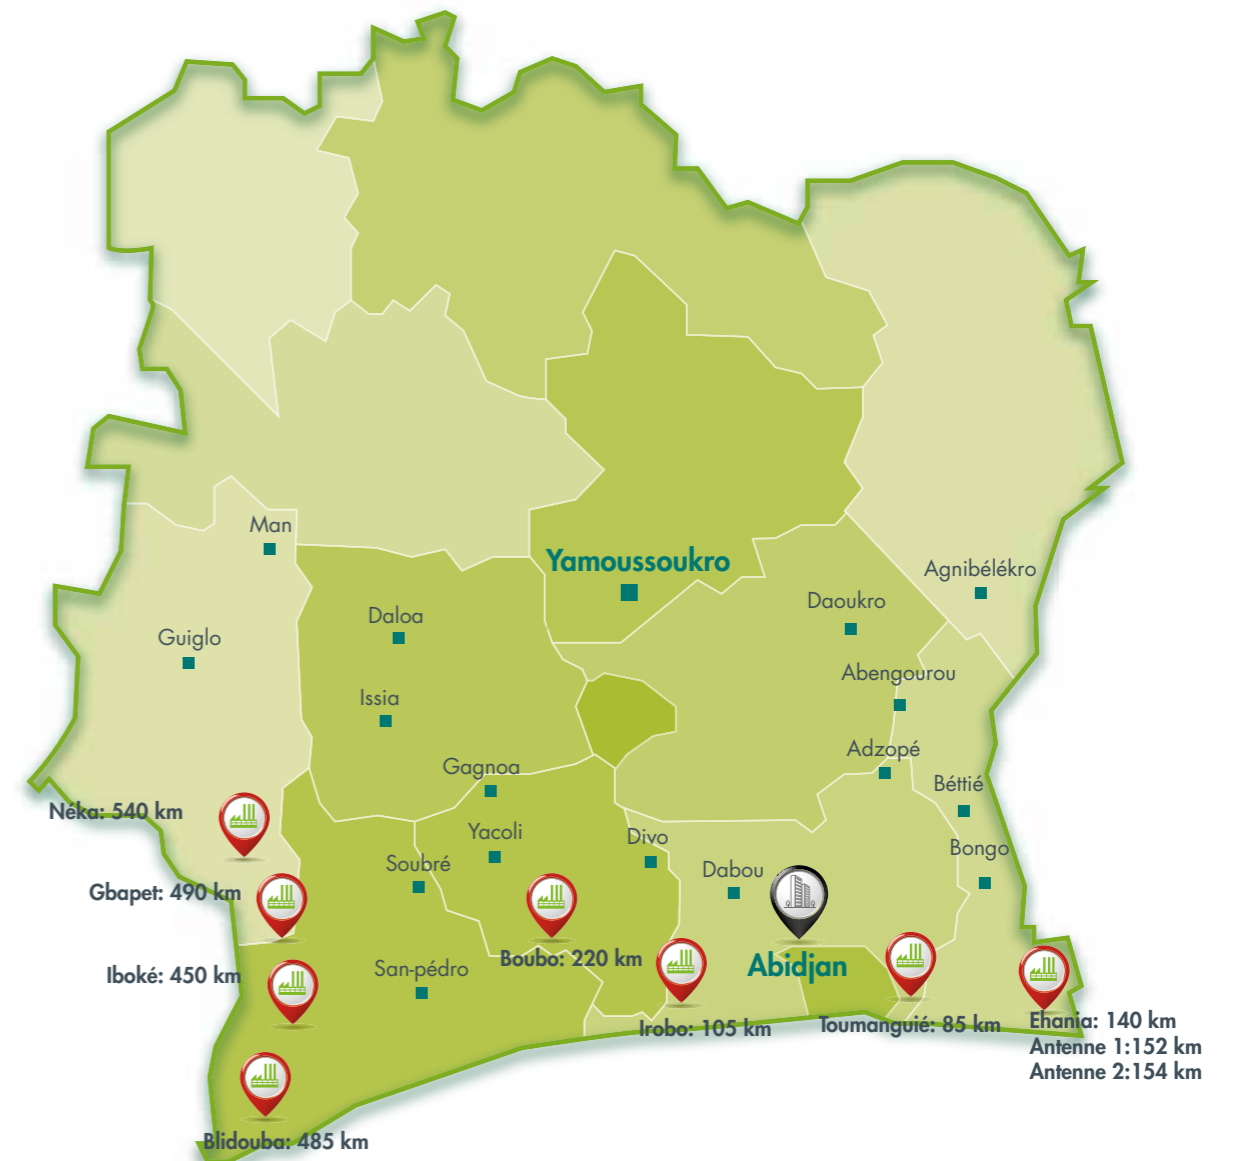 Man
Yamoussoukro
Agnibélékro
Daoukro
Daloa
Guiglo
Abengourou
Issia
Adzopé
Gagnoa
Béttié
Néka: 540 km
Yacoli
Divo
Bongo
Soubré
Dabou
Gbapet: 490 km
Boubo: 220 km
Abidjan
San-pédro
Iboké: 450 km
Irobo: 105 km
Toumanguié: 85 km
Ehania: 140 km
Antenne 1:152 km
Antenne 2:154 km
Blidouba: 485 km